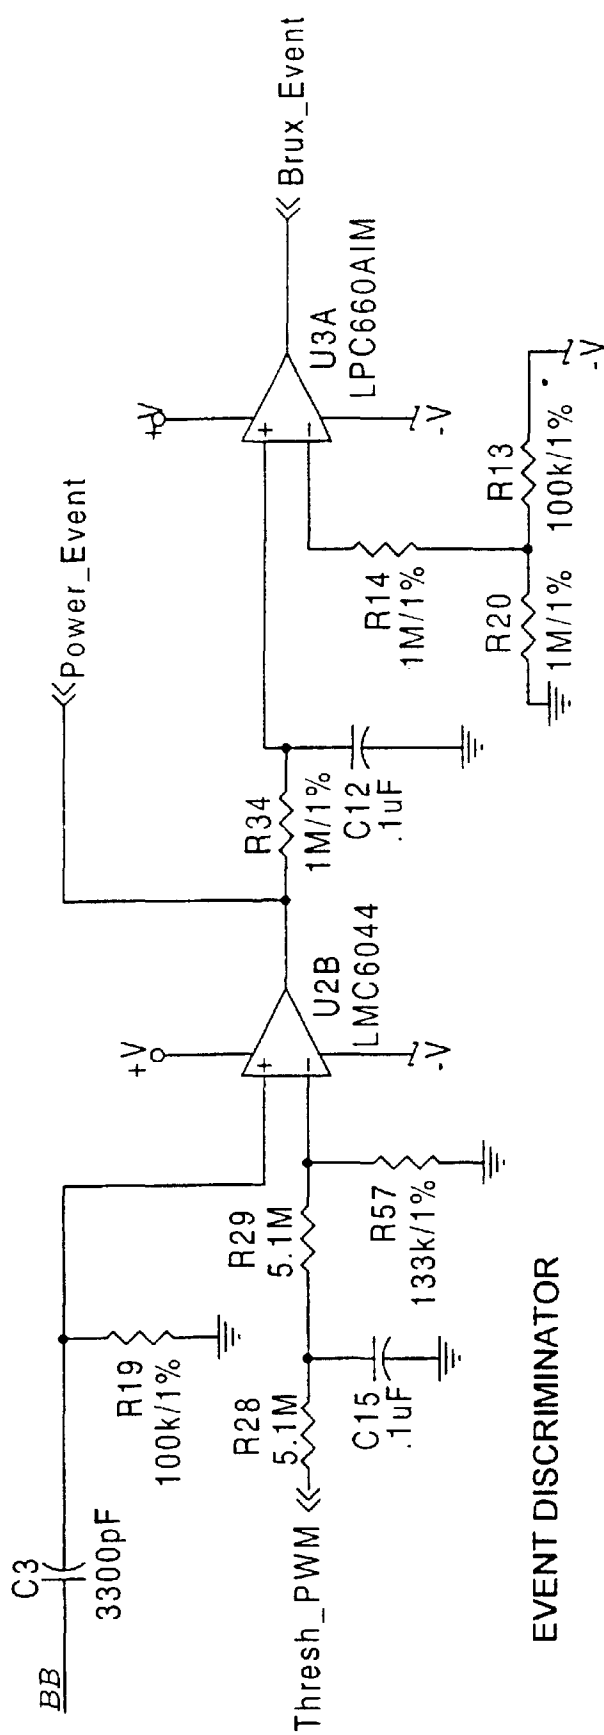 BB
C3
3300pF
R19
100k/1%
Thresh_PWM
R28
5.1M
C15
.1uF
R29
5.1M
R57
133k/1%
+V
+
-
-V
U2B
LMC6044
Power_Event
R34
1M/1%
C12
.1uF
+V
+
-
-V
U3A
LPC660AIM
Brux_Event
R14
1M/1%
R20
1M/1%
R13
100k/1%
-V
EVENT DISCRIMINATOR